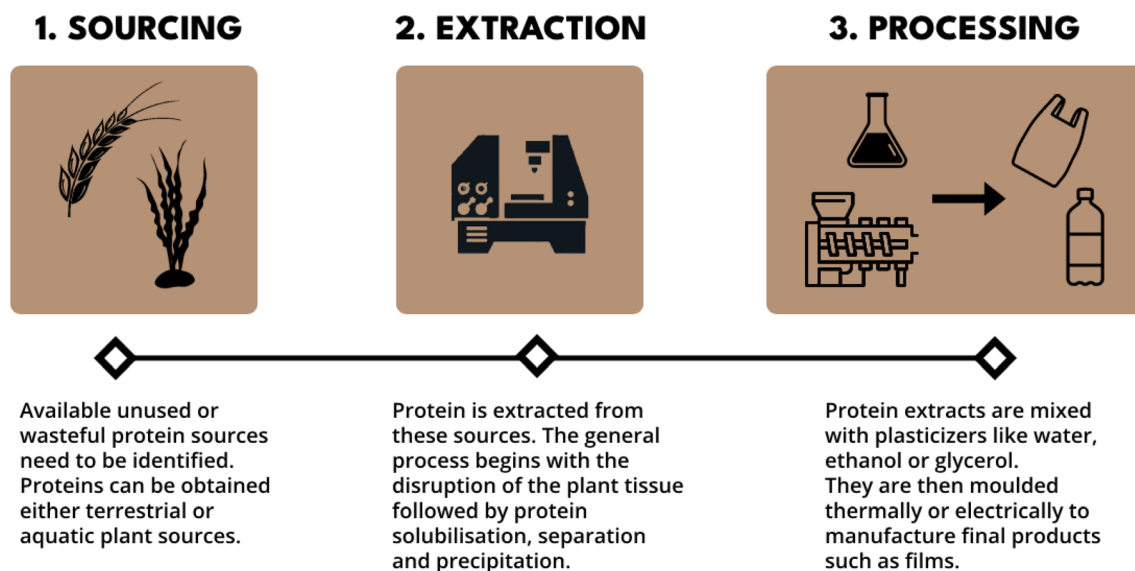 1. SOURCING
2. EXTRACTION
3. PROCESSING
Available unused or
wasteful protein sources
need to be identified.
Proteins can be obtained
either terrestrial or
aquatic plant sources.
Protein is extracted from
these sources. The general
process begins with the
disruption of the plant tissue
followed by protein
solubilisation, separation
and precipitation.
Protein extracts are mixed
with plasticizers like water,
ethanol or glycerol.
They are then moulded
thermally or electrically to
manufacture final products
such as films.